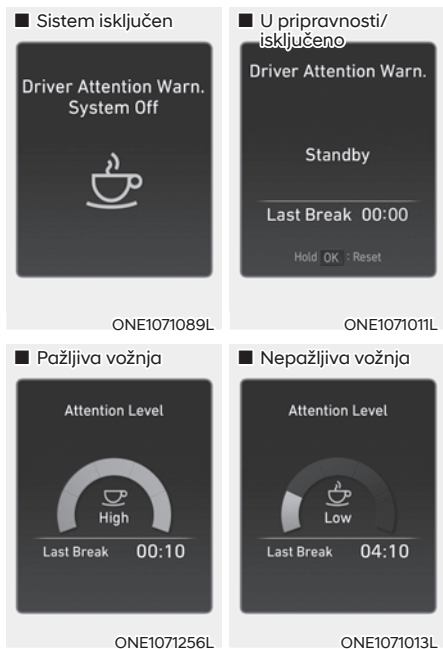 ■ Sistem isključen
Driver Attention Warn.
System Off
ONE1071089L
■ U pripravnosti/
isključeno
Driver Attention Warn.
Standby
Last Break 00:00
Hold OK : Reset
ONE1071011L
■ Pažljiva vožnja
Attention Level
High
Last Break 00:10
ONE1071256L
■ Nepažljiva vožnja
Attention Level
Low
Last Break 04:10
ONE1071013L